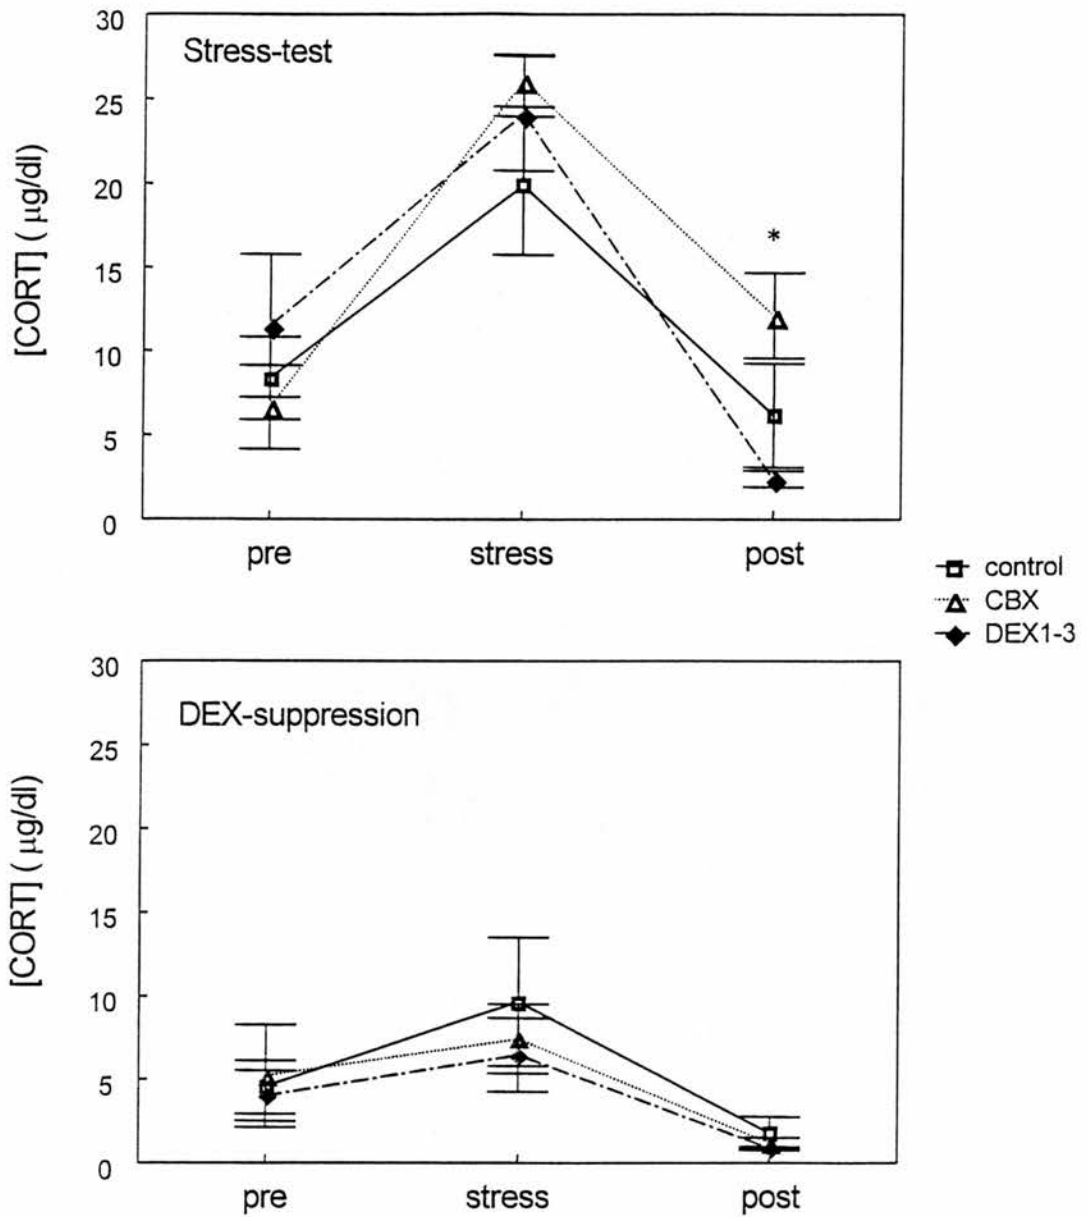 30
Stress-test
25
20
15
10
5
0
[CORT] ( μg/dl)
*
pre stress post
control
CBX
DEX1-3
30
DEX-suppression
25
20
15
10
5
0
[CORT] ( μg/dl)
pre stress post